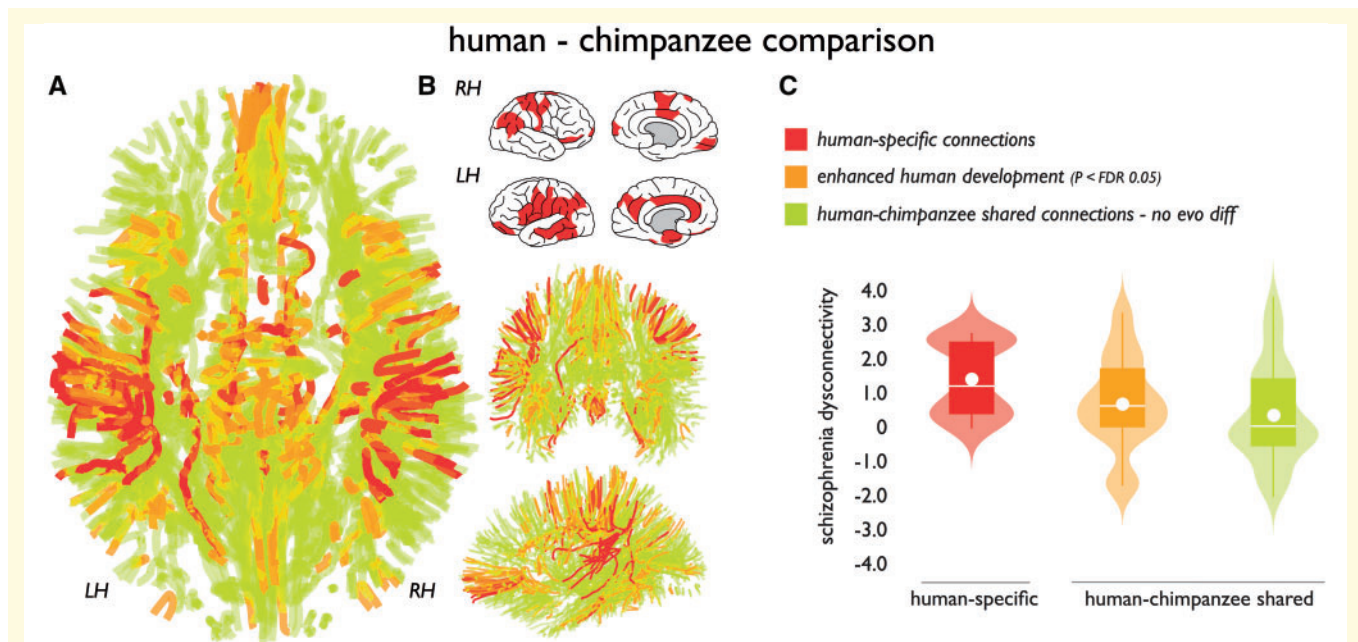 human - chimpanzee comparison
A
B
C
RH
LH
LH
RH
human-specific connections
enhanced human development (P < FDR 0.05)
human-chimpanzee shared connections - no evo diff
schizophrenia dysconnectivity
4.0
3.0
2.0
1.0
0
-1.0
-2.0
-3.0
-4.0
human-specific
human-chimpanzee shared